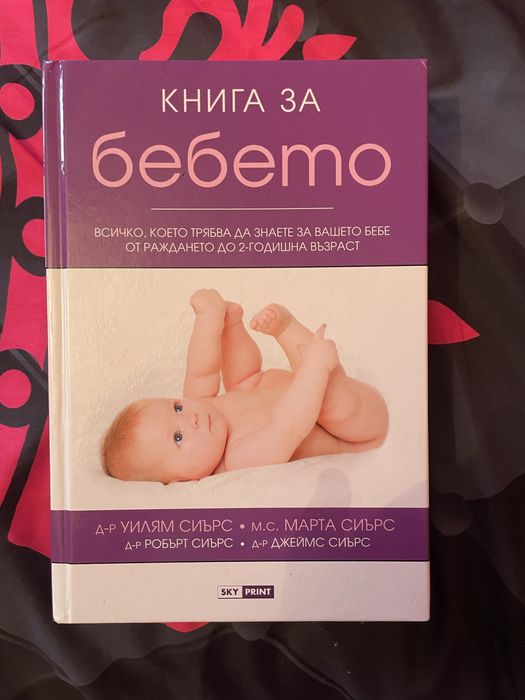 КНИГА ЗА
бебето
ВСИЧКО, КОЕТО ТРЯБВА ДА ЗНАЕТЕ ЗА ВАШЕТО БЕБЕ
ОТ РАЖДАНЕТО ДО 2-ГОДИШНА ВЪЗРАСТ
Д-Р УИЛЯМ СИЪРС • М.С. МАРТА СИЪРС
Д-Р РОБЪРТ СИЪРС • Д-Р ДЖЕЙМС СИЪРС
SKY PRINT